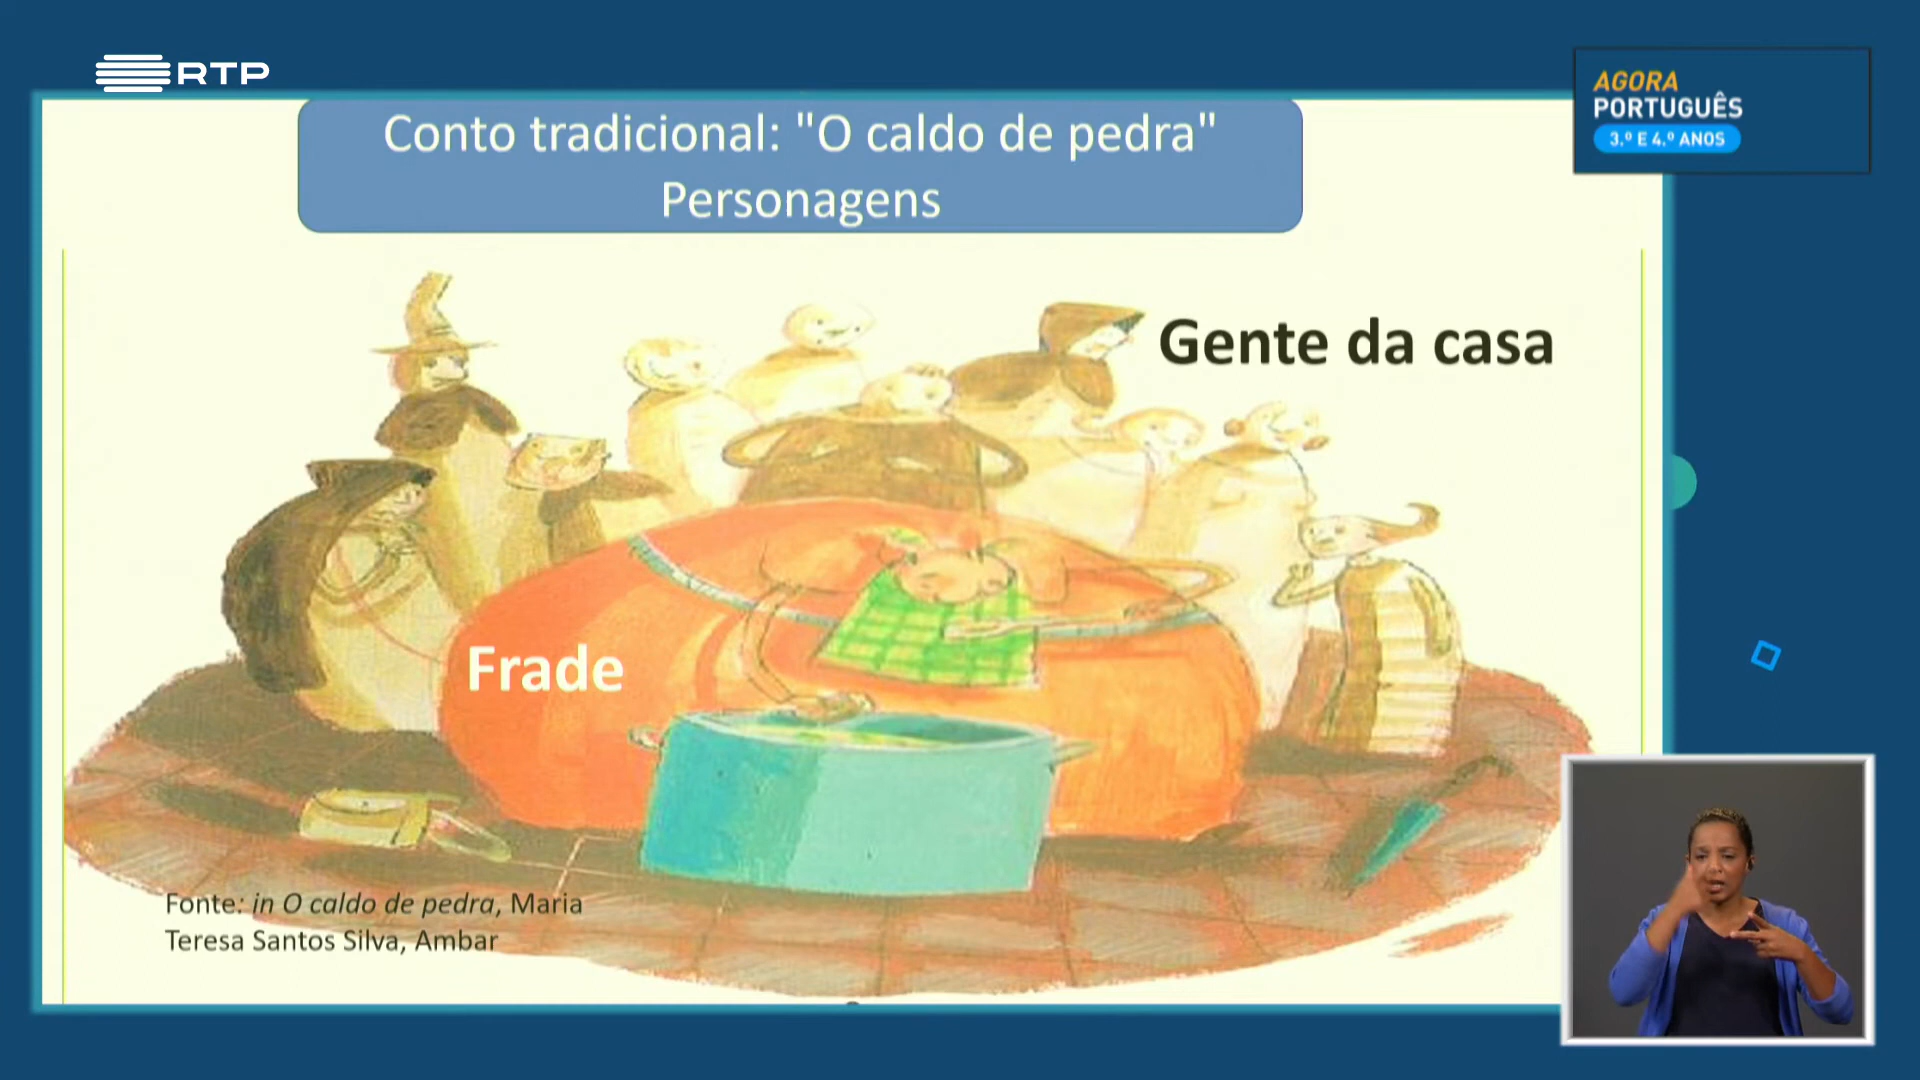 RTP
AGORA
PORTUGUÊS
3.º E 4.º ANOS
Conto tradicional: "O caldo de pedra"
Personagens
Gente da casa
Frade
Fonte: in O caldo de pedra, Maria
Teresa Santos Silva, Ambar